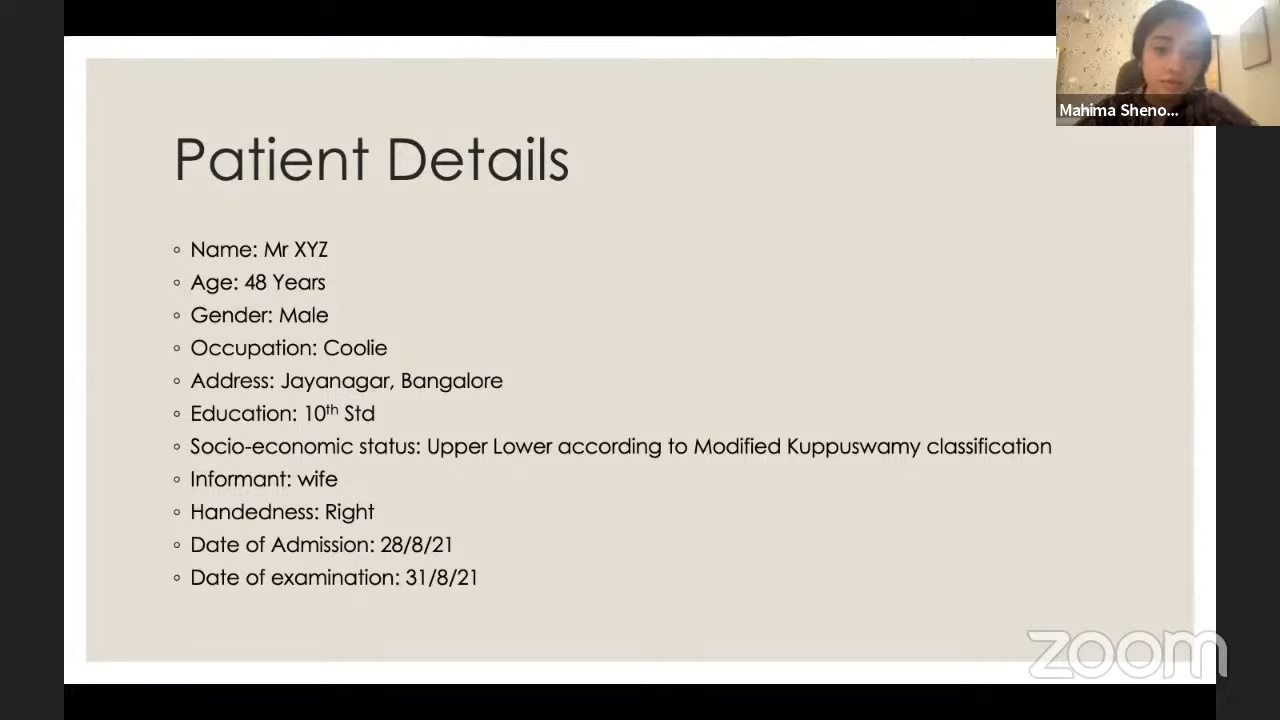 Mahima Sheno...
Patient Details
◦ Name: Mr XYZ
◦ Age: 48 Years
◦ Gender: Male
◦ Occupation: Coolie
◦ Address: Jayanagar, Bangalore
◦ Education: 10th Std
◦ Socio-economic status: Upper Lower according to Modified Kuppuswamy classification
◦ Informant: wife
◦ Handedness: Right
◦ Date of Admission: 28/8/21
◦ Date of examination: 31/8/21
zoom